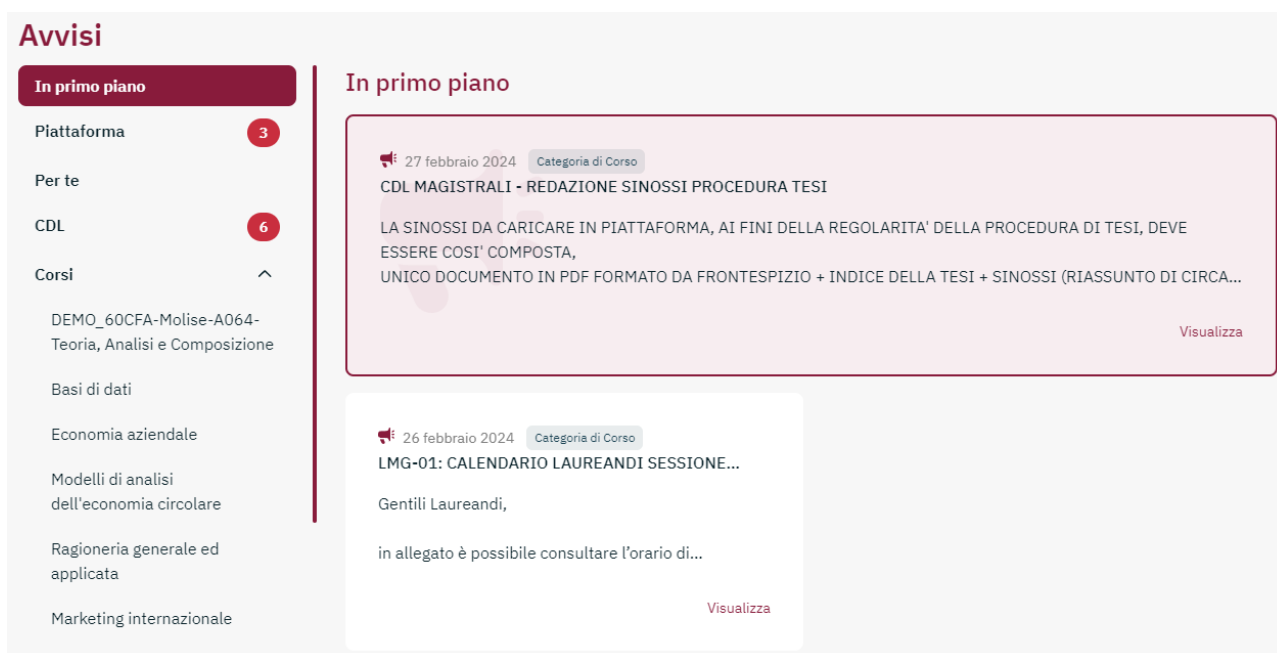 Avvisi
In primo piano
Piattaforma 3
Per te
CDL 6
Corsi
DEMO_60CFA-Molise-A064-
Teoria, Analisi e Composizione
Basi di dati
Economia aziendale
Modelli di analisi
dell'economia circolare
Ragioneria generale ed
applicata
Marketing internazionale
In primo piano
27 febbraio 2024 Categoria di Corso
CDL MAGISTRALI - REDAZIONE SINOSSI PROCEDURA TESI
LA SINOSSI DA CARICARE IN PIATTAFORMA, AI FINI DELLA REGOLARITA' DELLA PROCEDURA DI TESI, DEVE
ESSERE COSI' COMPOSTA,
UNICO DOCUMENTO IN PDF FORMATO DA FRONTESPIZIO + INDICE DELLA TESI + SINOSSI (RIASSUNTO DI CIRCA...
Visualizza
26 febbraio 2024 Categoria di Corso
LMG-01: CALENDARIO LAUREANDI SESSIONE...
Gentili Laureandi,
in allegato è possibile consultare l’orario di...
Visualizza